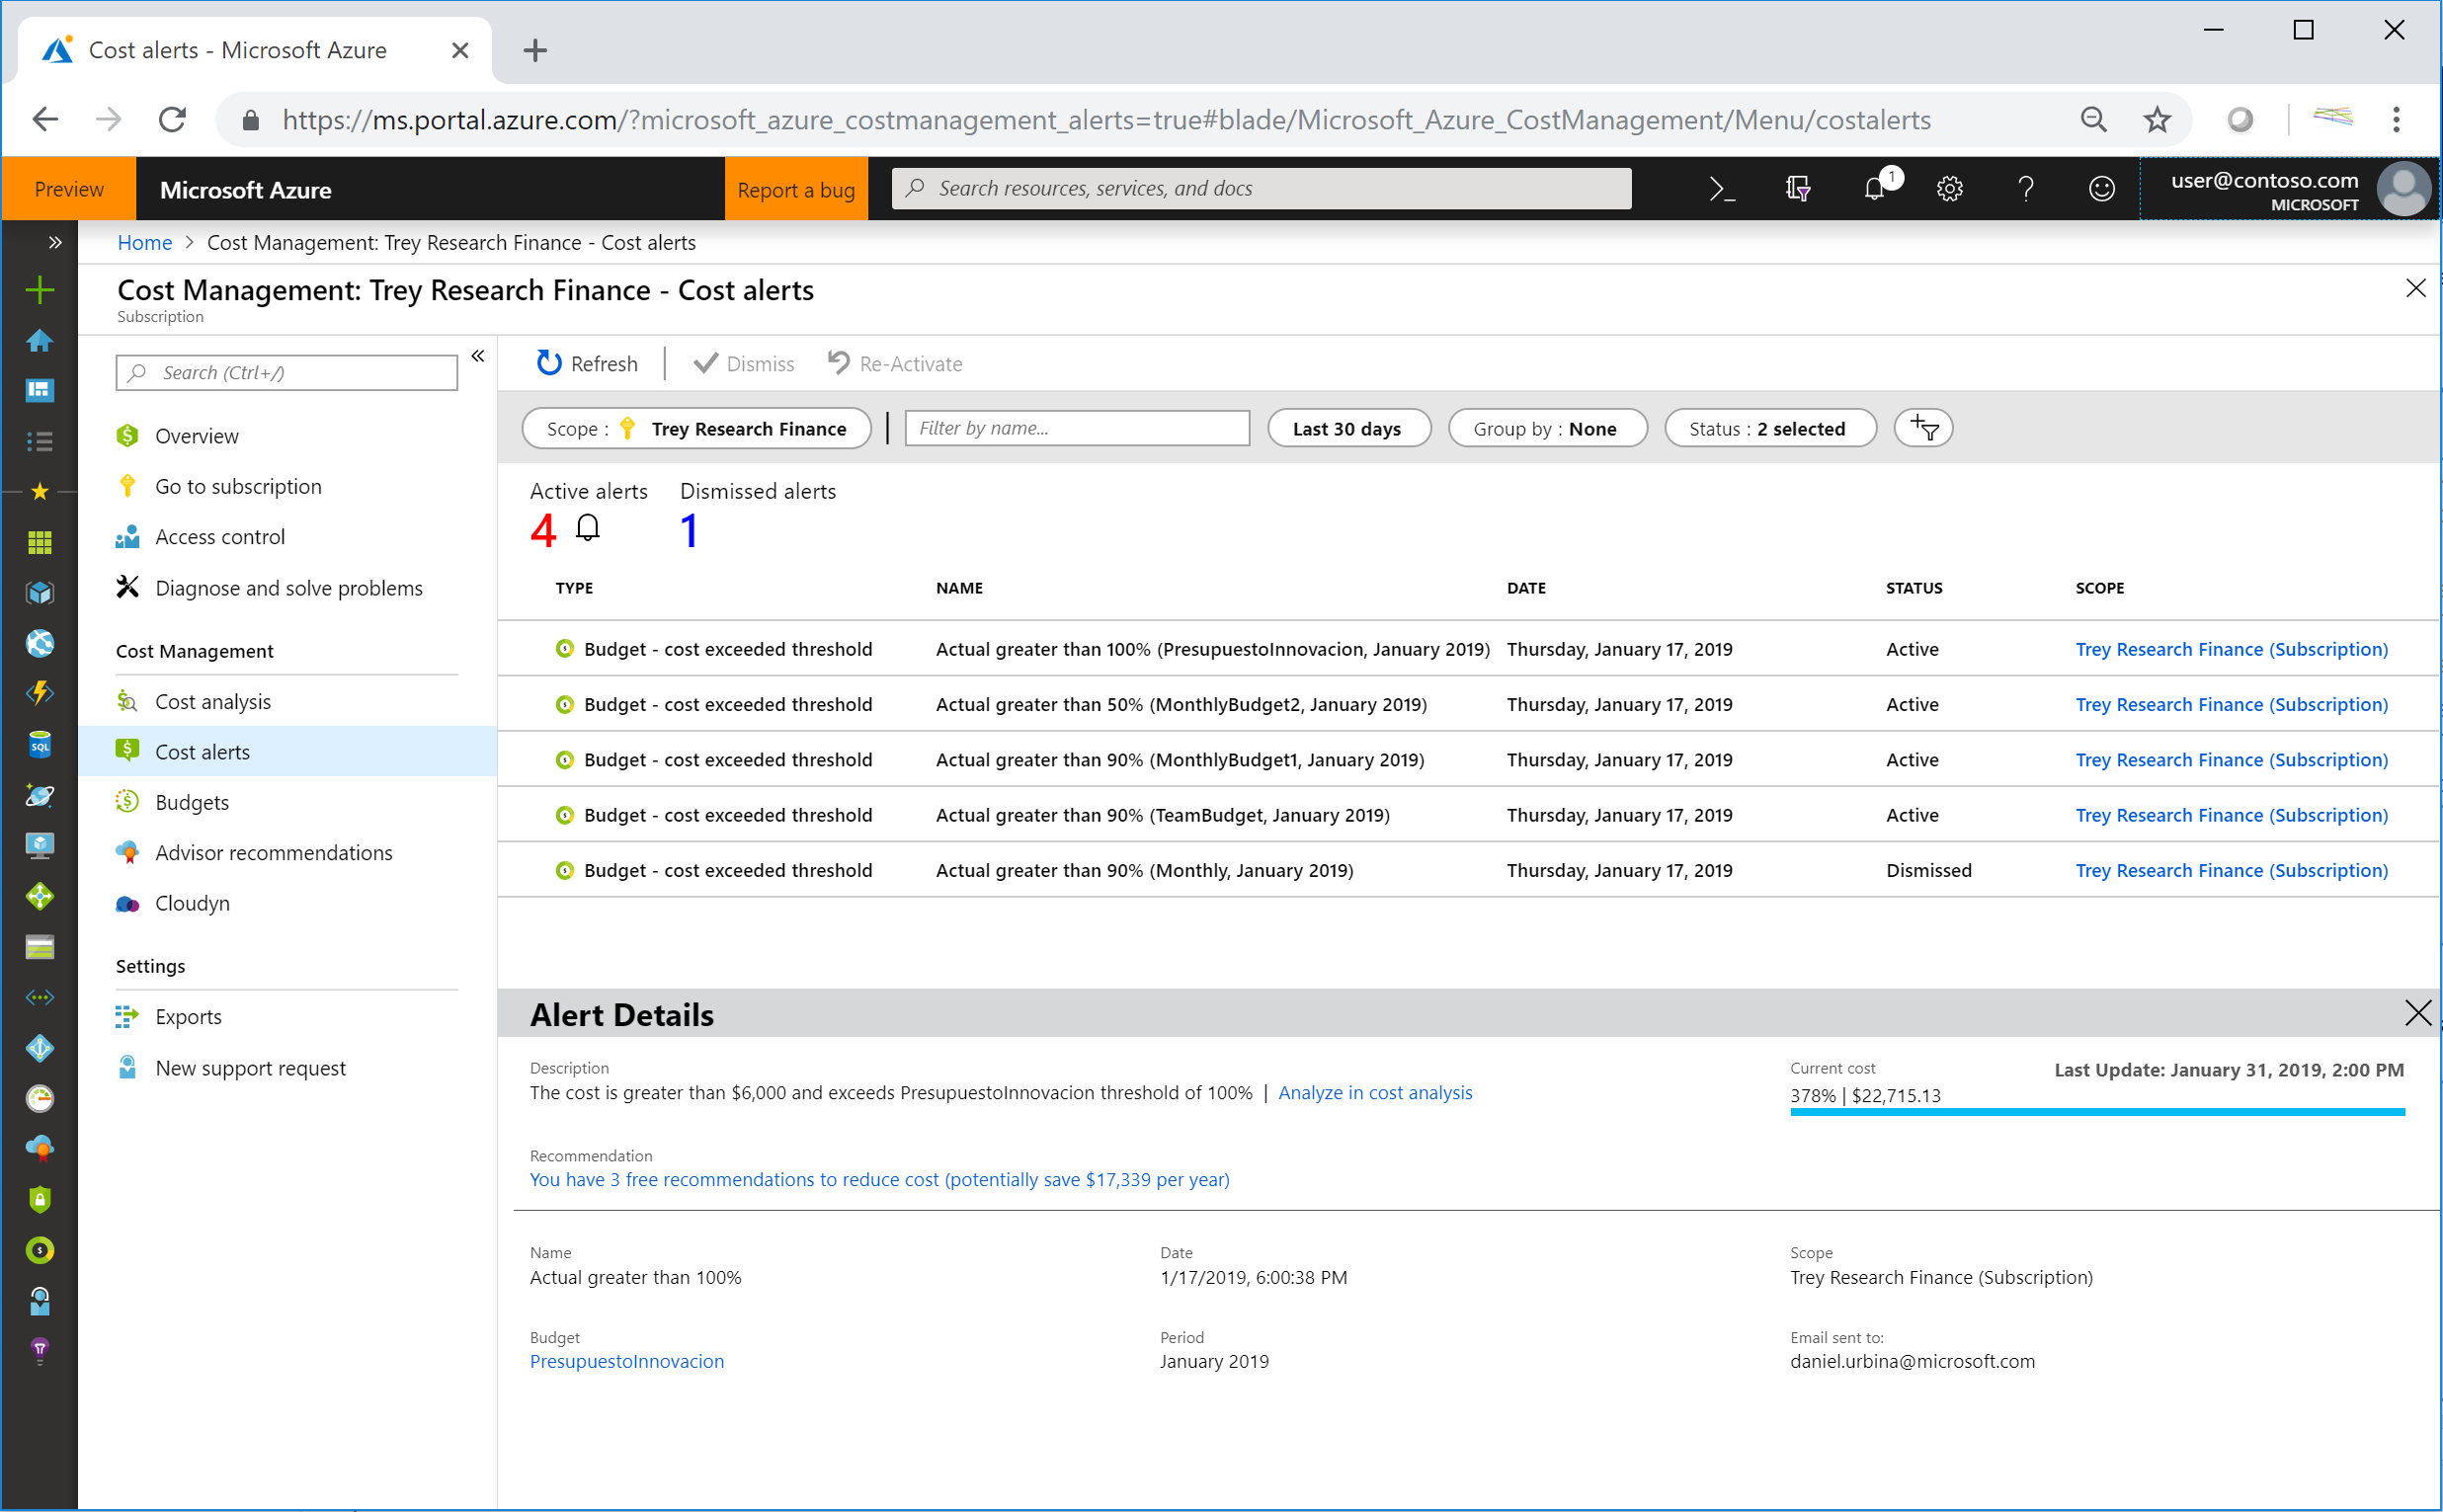 Cost alerts - Microsoft Azure
https://ms.portal.azure.com/?microsoft_azure_costmanagement_alerts=true#blade/Microsoft_Azure_CostManagement/Menu/costalerts
Preview
Microsoft Azure
Report a bug
Search resources, services, and docs
1
user@contoso.com
MICROSOFT
Home > Cost Management: Trey Research Finance - Cost alerts
Cost Management: Trey Research Finance - Cost alerts
Subscription
Search (Ctrl+/)
Overview
Go to subscription
Access control
Diagnose and solve problems
Cost Management
Cost analysis
Cost alerts
Budgets
Advisor recommendations
Cloudyn
Settings
Exports
New support request
SQL
Refresh
Dismiss
Re-Activate
Scope : Trey Research Finance
Filter by name...
Last 30 days
Group by : None
Status : 2 selected
Active alerts
4
Dismissed alerts
1
TYPE NAME DATE STATUS SCOPE
Budget - cost exceeded threshold Actual greater than 100% (PresupuestoInnovacion, January 2019) Thursday, January 17, 2019 Active Trey Research Finance (Subscription)
Budget - cost exceeded threshold Actual greater than 50% (MonthlyBudget2, January 2019) Thursday, January 17, 2019 Active Trey Research Finance (Subscription)
Budget - cost exceeded threshold Actual greater than 90% (MonthlyBudget1, January 2019) Thursday, January 17, 2019 Active Trey Research Finance (Subscription)
Budget - cost exceeded threshold Actual greater than 90% (TeamBudget, January 2019) Thursday, January 17, 2019 Active Trey Research Finance (Subscription)
Budget - cost exceeded threshold Actual greater than 90% (Monthly, January 2019) Thursday, January 17, 2019 Dismissed Trey Research Finance (Subscription)
Alert Details
Description
The cost is greater than $6,000 and exceeds PresupuestoInnovacion threshold of 100% | Analyze in cost analysis
Current cost
Last Update: January 31, 2019, 2:00 PM
378% | $22,715.13
Recommendation
You have 3 free recommendations to reduce cost (potentially save $17,339 per year)
Name
Actual greater than 100%
Date
1/17/2019, 6:00:38 PM
Scope
Trey Research Finance (Subscription)
Budget
PresupuestoInnovacion
Period
January 2019
Email sent to:
daniel.urbina@microsoft.com